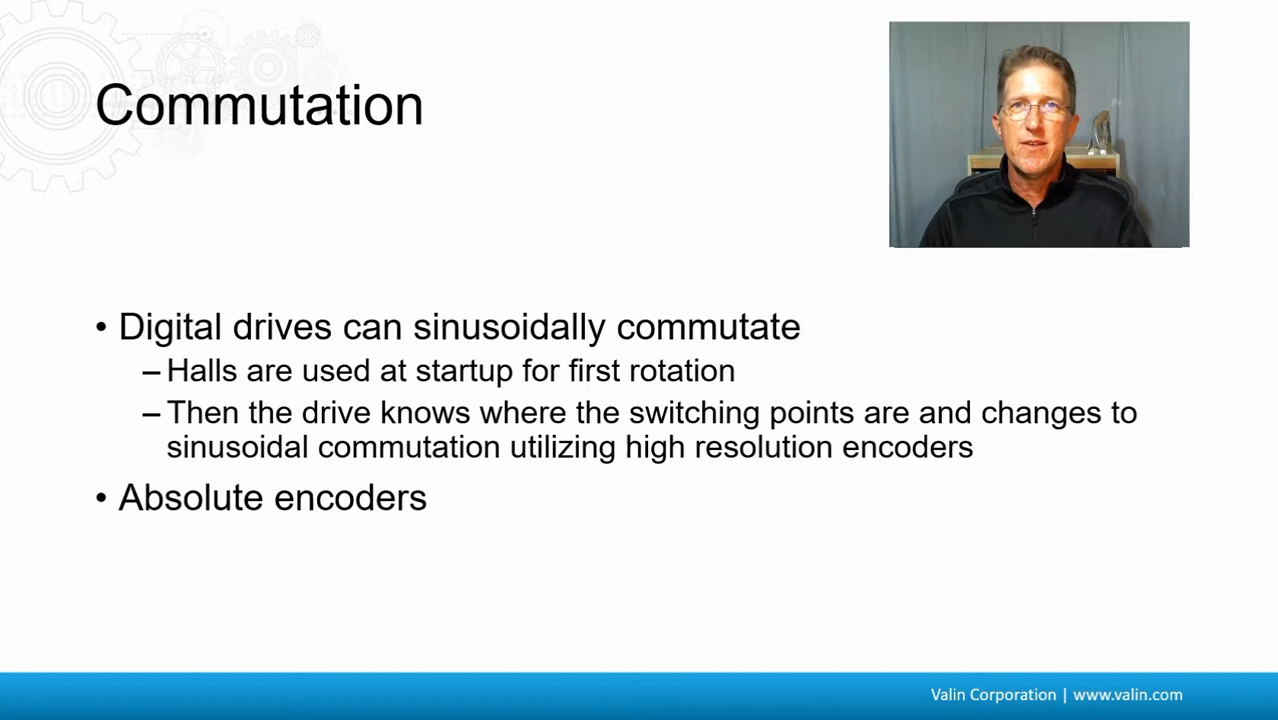 Commutation
• Digital drives can sinusoidally commutate
– Halls are used at startup for first rotation
– Then the drive knows where the switching points are and changes to
sinusoidal commutation utilizing high resolution encoders
• Absolute encoders
Valin Corporation | www.valin.com